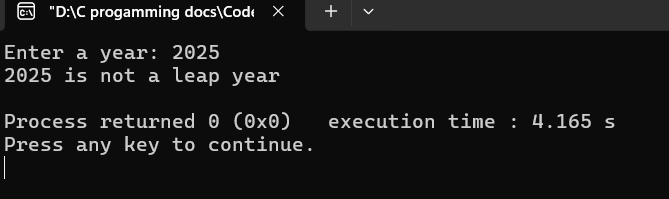 "D:\C progamming docs\Code
Enter a year: 2025
2025 is not a leap year
Process returned 0 (0x0)   execution time : 4.165 s
Press any key to continue.